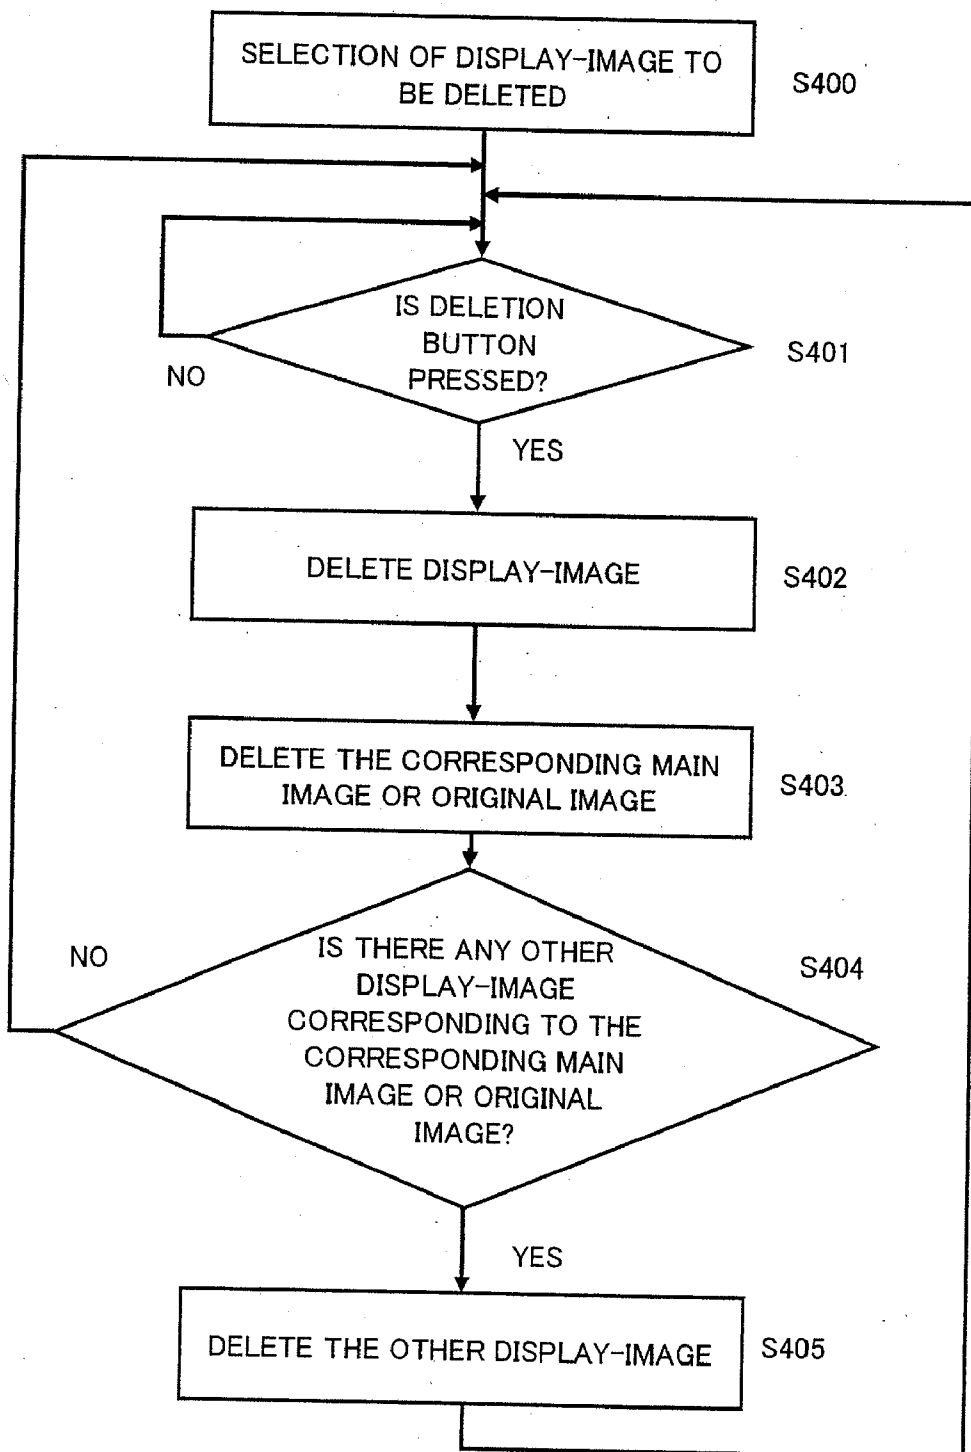 SELECTION OF DISPLAY-IMAGE TO
BE DELETED
S400
IS DELETION
BUTTON
PRESSED?
S401
NO
YES
DELETE DISPLAY-IMAGE
S402
DELETE THE CORRESPONDING MAIN
IMAGE OR ORIGINAL IMAGE
S403
NO
IS THERE ANY OTHER
DISPLAY-IMAGE
CORRESPONDING TO THE
CORRESPONDING MAIN
IMAGE OR ORIGINAL
IMAGE?
S404
YES
DELETE THE OTHER DISPLAY-IMAGE
S405